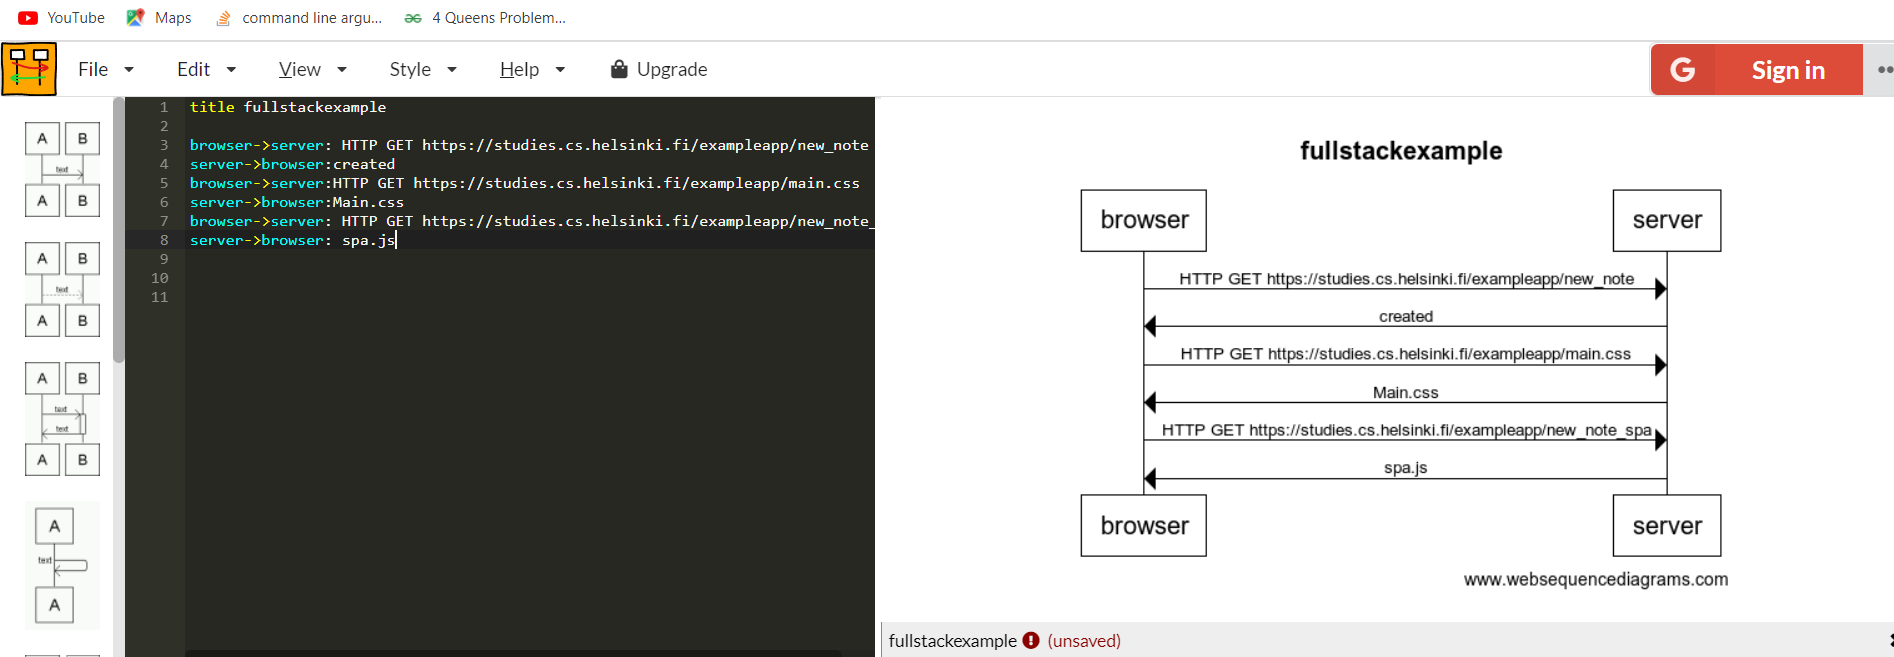 YouTube Maps command line argu... 4 Queens Problem...
File Edit View Style Help Upgrade Sign in
A B
text
A B
A B
text
A B
A B
text
text
A B
A
text
A
1 title fullstackexample
2
3 browser->server: HTTP GET https://studies.cs.helsinki.fi/exampleapp/new_note
4 server->browser:created
5 browser->server:HTTP GET https://studies.cs.helsinki.fi/exampleapp/main.css
6 server->browser:Main.css
7 browser->server: HTTP GET https://studies.cs.helsinki.fi/exampleapp/new_note_
8 server->browser: spa.js
9
10
11
fullstackexample
browser server
HTTP GET https://studies.cs.helsinki.fi/exampleapp/new_note
created
HTTP GET https://studies.cs.helsinki.fi/exampleapp/main.css
Main.css
HTTP GET https://studies.cs.helsinki.fi/exampleapp/new_note_spa
spa.js
browser server
www.websequencediagrams.com
fullstackexample (unsaved)